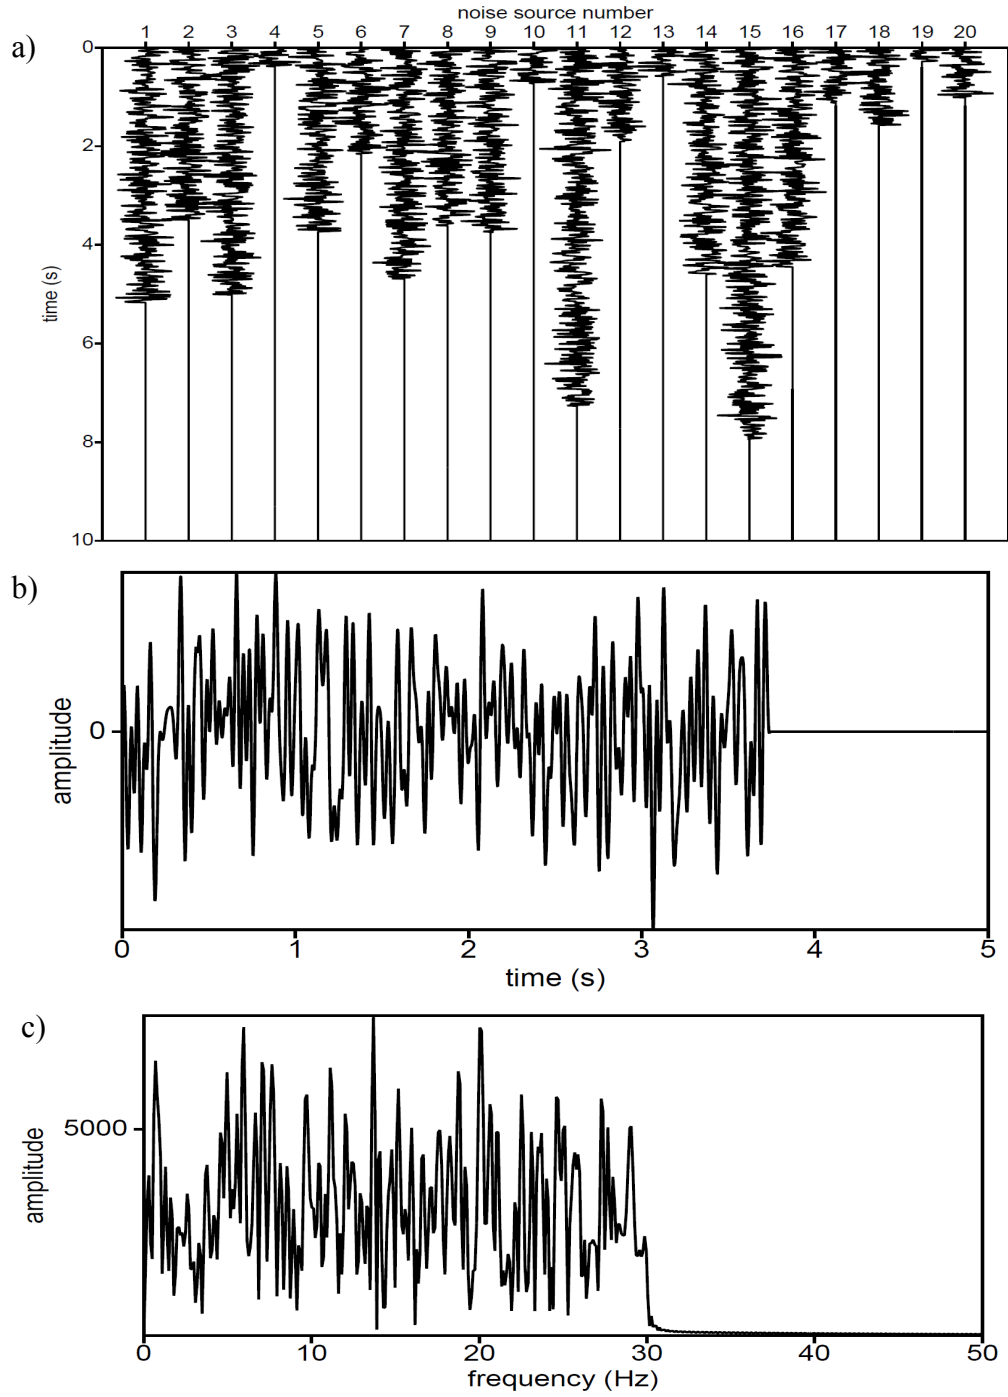 noise source number
a)
1 2 3 4 5 6 7 8 9 10 11 12 13 14 15 16 17 18 19 20
0
2
4
6
8
10
time (s)
b)
amplitude
0
0 1 2 3 4 5
time (s)
c)
amplitude
5000
0 10 20 30 40 50
frequency (Hz)